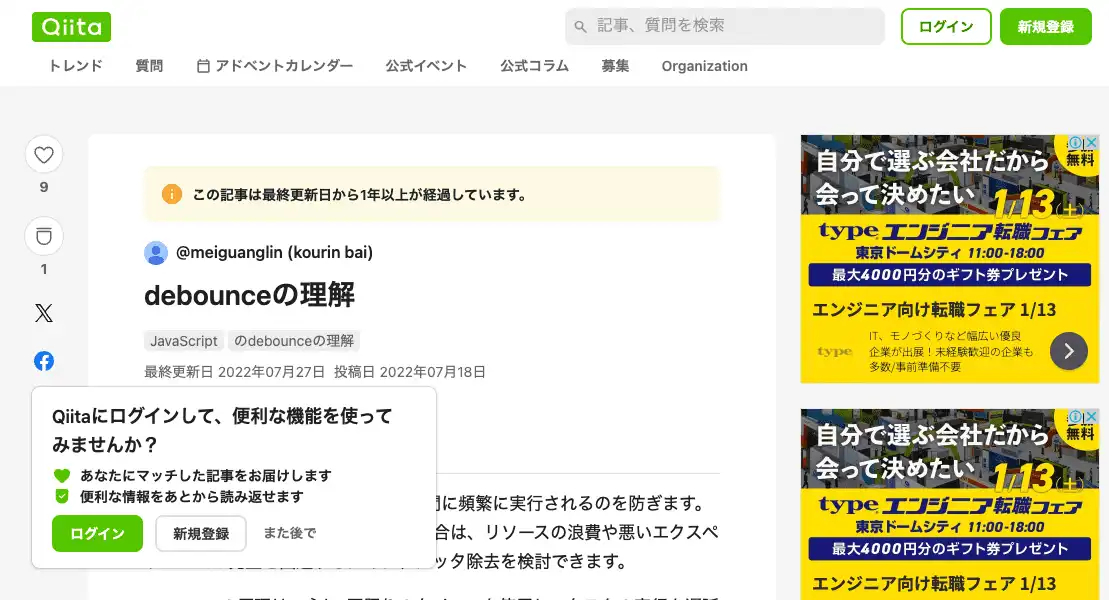 Qiita
記事、質問を検索
ログイン
新規登録
トレンド
質問
アドベントカレンダー
公式イベント
公式コラム
募集
Organization
9
1
この記事は最終更新日から1年以上が経過しています。
@meiguanglin (kourin bai)
debounceの理解
JavaScript
のdebounceの理解
最終更新日 2022年07月27日 投稿日 2022年07月18日
に頻繁に実行されるのを防ぎます。
合は、リソースの浪費や悪いエクスペ
ッタ除去を検討できます。
Qiitaにログインして、便利な機能を使って
みませんか？
あなたにマッチした記事をお届けします
便利な情報をあとから読み返せます
ログイン
新規登録
また後で
自分で選ぶ会社だから
会って決めたい
無料
1/13(土)
type エンジニア転職フェア
東京ドームシティ 11:00-18:00
最大4000円分のギフト券プレゼント
エンジニア向け転職フェア 1/13
type
IT、モノづくりなど幅広い優良
企業が出展！未経験歓迎の企業も
多数/事前準備不要
自分で選ぶ会社だから
会って決めたい
無料
1/13(土)
type エンジニア転職フェア
東京ドームシティ 11:00-18:00
最大4000円分のギフト券プレゼント
エンジニア向け転職フェア 1/13